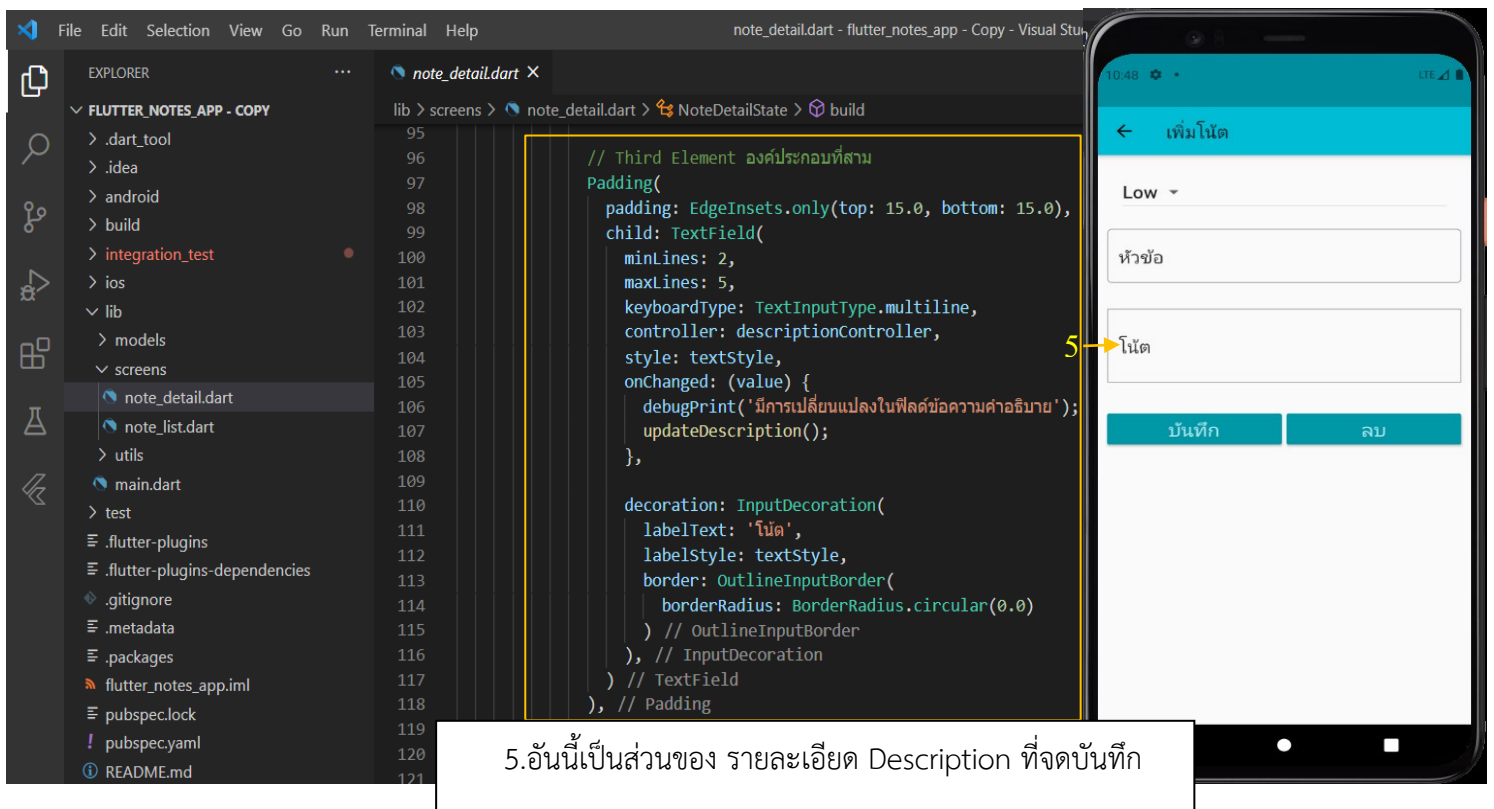 File Edit Selection View Go Run Terminal Help
note_detail.dart - flutter_notes_app - Copy - Visual Stu
EXPLORER ···
FLUTTER_NOTES_APP - COPY
> .dart_tool
> .idea
> android
> build
> integration_test
> ios
lib
> models
screens
note_detail.dart
note_list.dart
> utils
main.dart
> test
.flutter-plugins
.flutter-plugins-dependencies
.gitignore
.metadata
.packages
flutter_notes_app.iml
pubspec.lock
! pubspec.yaml
README.md
note_detail.dart ×
lib > screens > note_detail.dart > NoteDetailState > build
95
96 // Third Element องค์ประกอบที่สาม
97 Padding(
98 padding: EdgeInsets.only(top: 15.0, bottom: 15.0),
99 child: TextField(
100 minLines: 2,
101 maxLines: 5,
102 keyboardType: TextInputType.multiline,
103 controller: descriptionController,
104 style: textStyle,
105 onChanged: (value) {
106 debugPrint('มีการเปลี่ยนแปลงในฟิลด์ข้อความคำอธิบาย');
107 updateDescription();
108 },
109
110 decoration: InputDecoration(
111 labelText: 'โน้ต',
112 labelStyle: textStyle,
113 border: OutlineInputBorder(
114 borderRadius: BorderRadius.circular(0.0)
115 ) // OutlineInputBorder
116 ), // InputDecoration
117 ) // TextField
118 ), // Padding
119
120
121
10:48 LTE
เพิ่มโน้ต
Low
หัวข้อ
5
โน้ต
บันทึก ลบ
5.อันนี้เป็นส่วนของ รายละเอียด Description ที่จดบันทึก